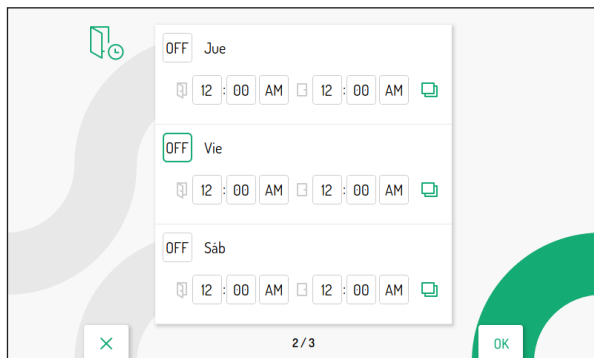 OFF Jue
12 : 00 AM 12 : 00 AM
OFF Vie
12 : 00 AM 12 : 00 AM
OFF Sáb
12 : 00 AM 12 : 00 AM
2 / 3
OK